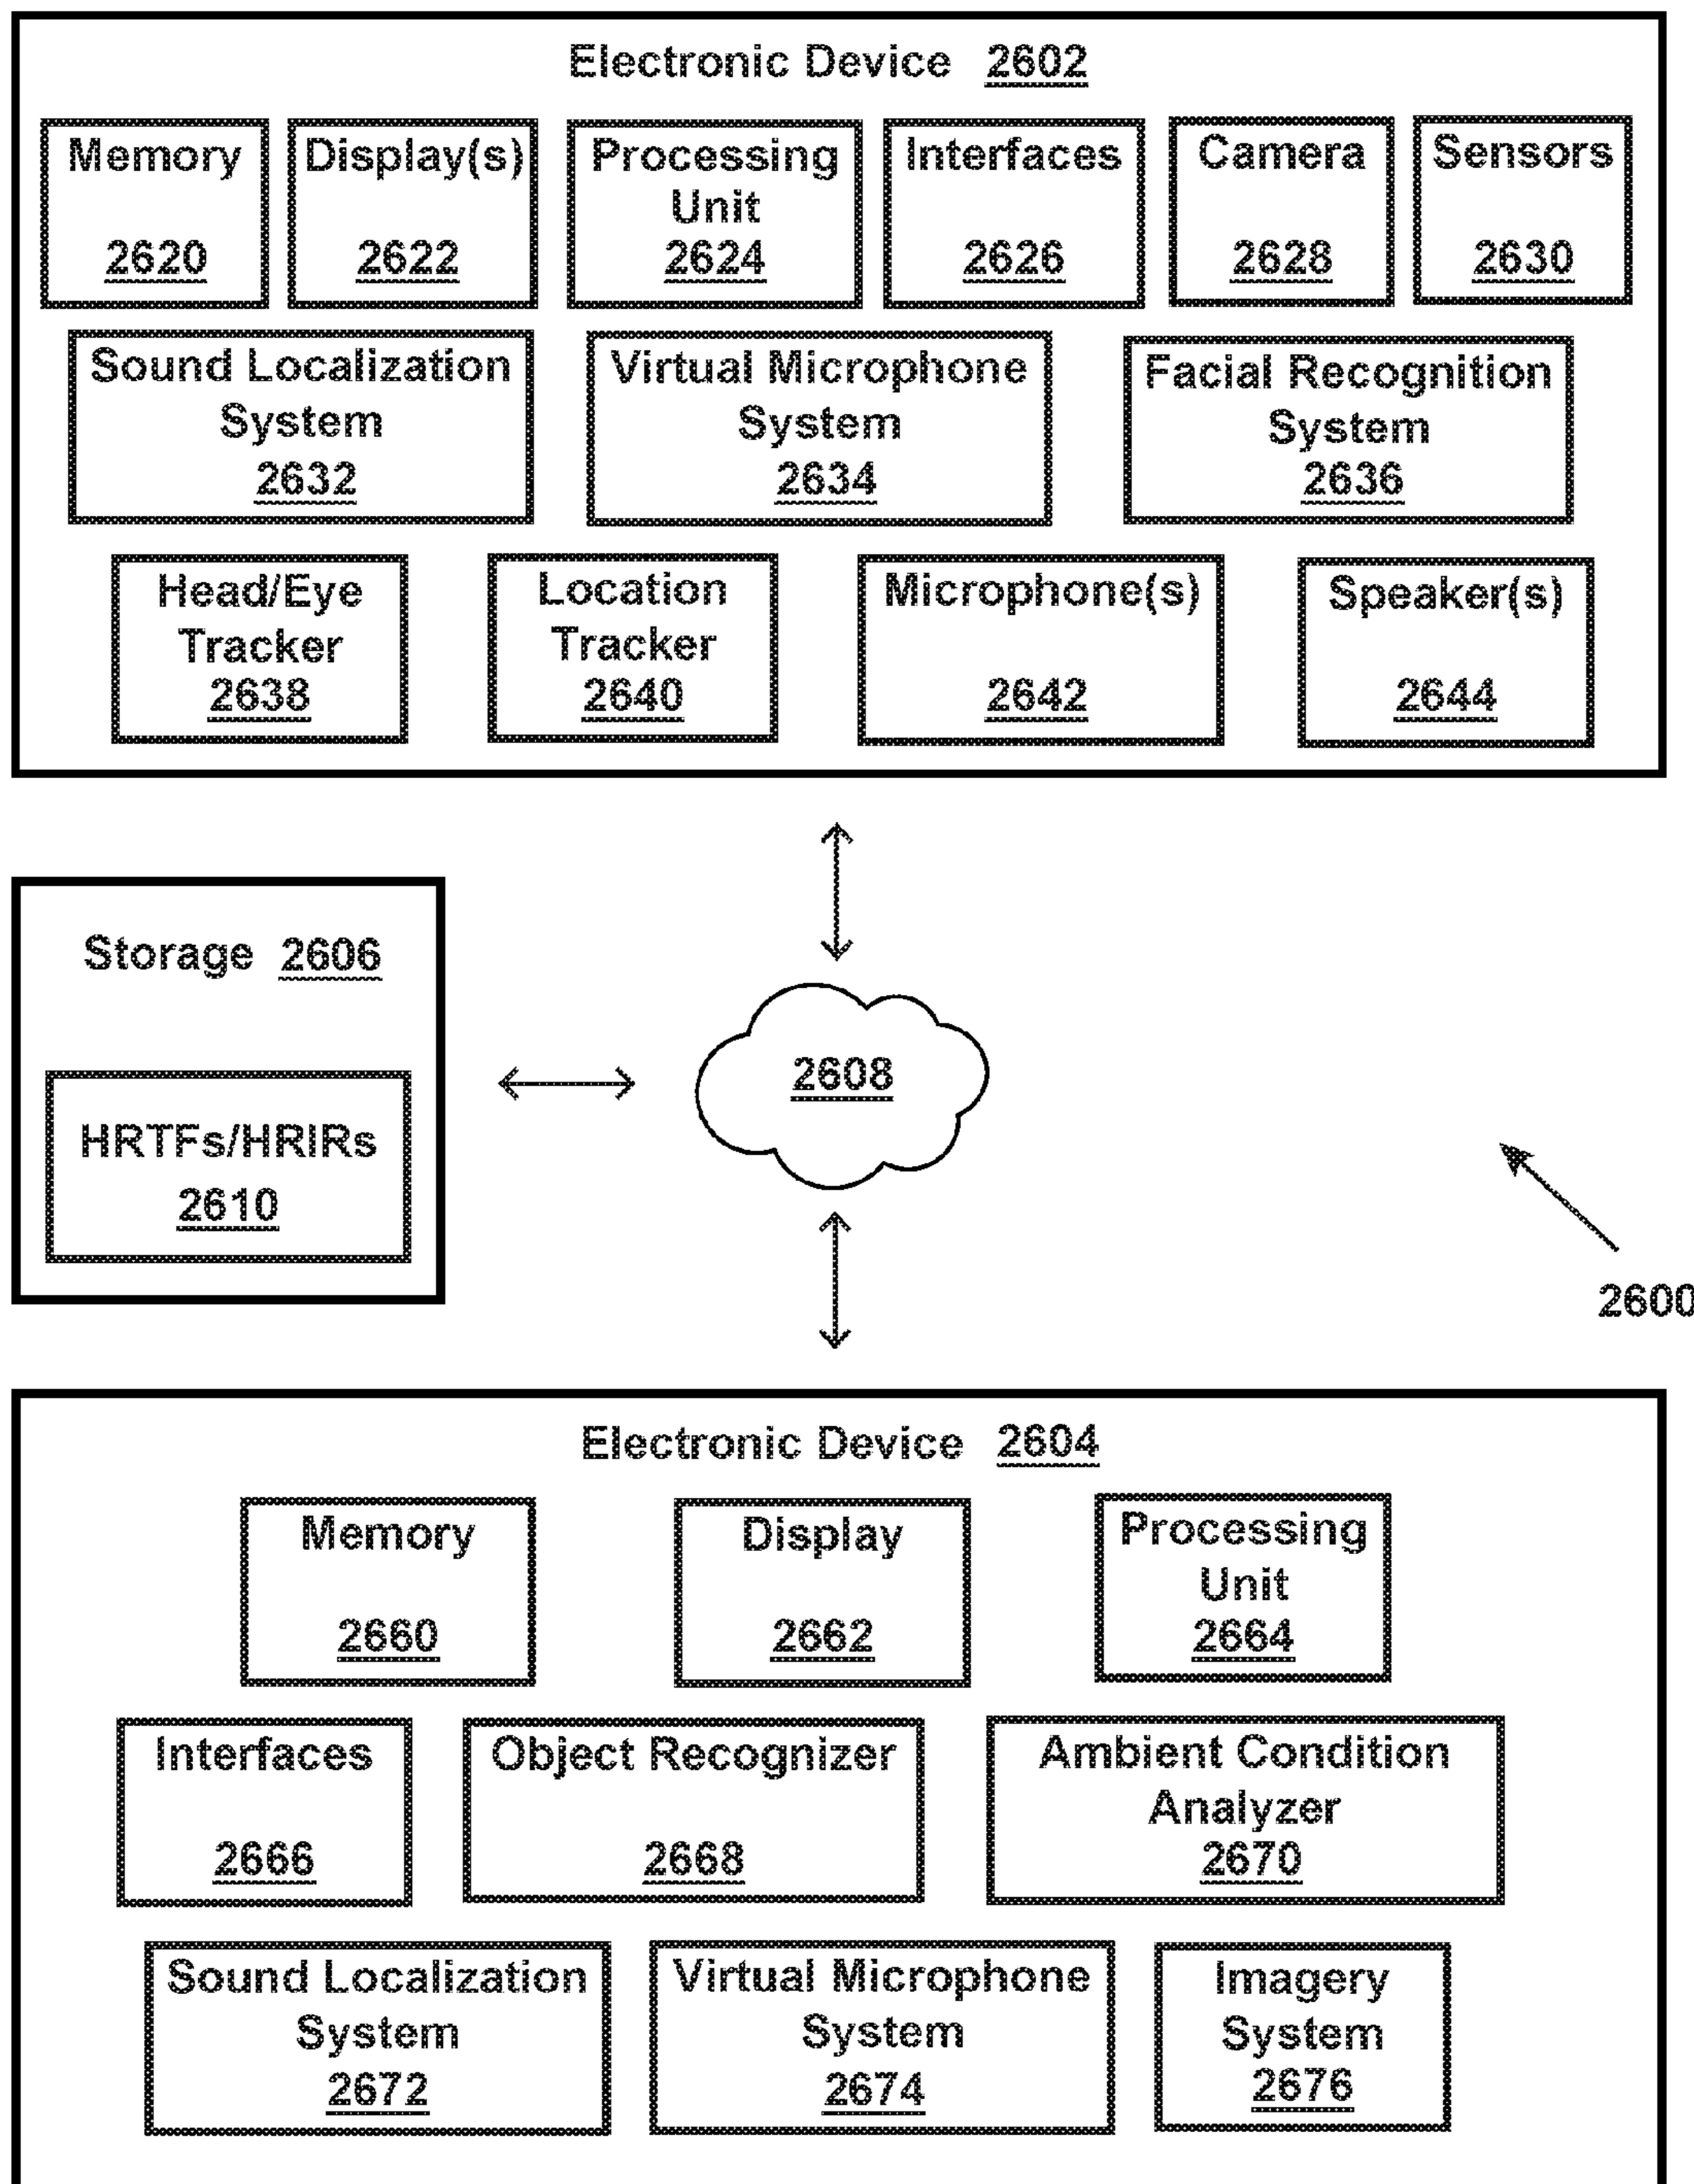 Electronic Device 2602
Memory
2620
Display(s)
2622
Processing
Unit
2624
Interfaces
2626
Camera
2628
Sensors
2630
Sound Localization
System
2632
Virtual Microphone
System
2634
Facial Recognition
System
2636
Head/Eye
Tracker
2638
Location
Tracker
2640
Microphone(s)
2642
Speaker(s)
2644
Storage 2606
HRTFs/HRIRs
2610
2608
2600
Electronic Device 2604
Memory
2660
Display
2662
Processing
Unit
2664
Interfaces
2666
Object Recognizer
2668
Ambient Condition
Analyzer
2670
Sound Localization
System
2672
Virtual Microphone
System
2674
Imagery
System
2676